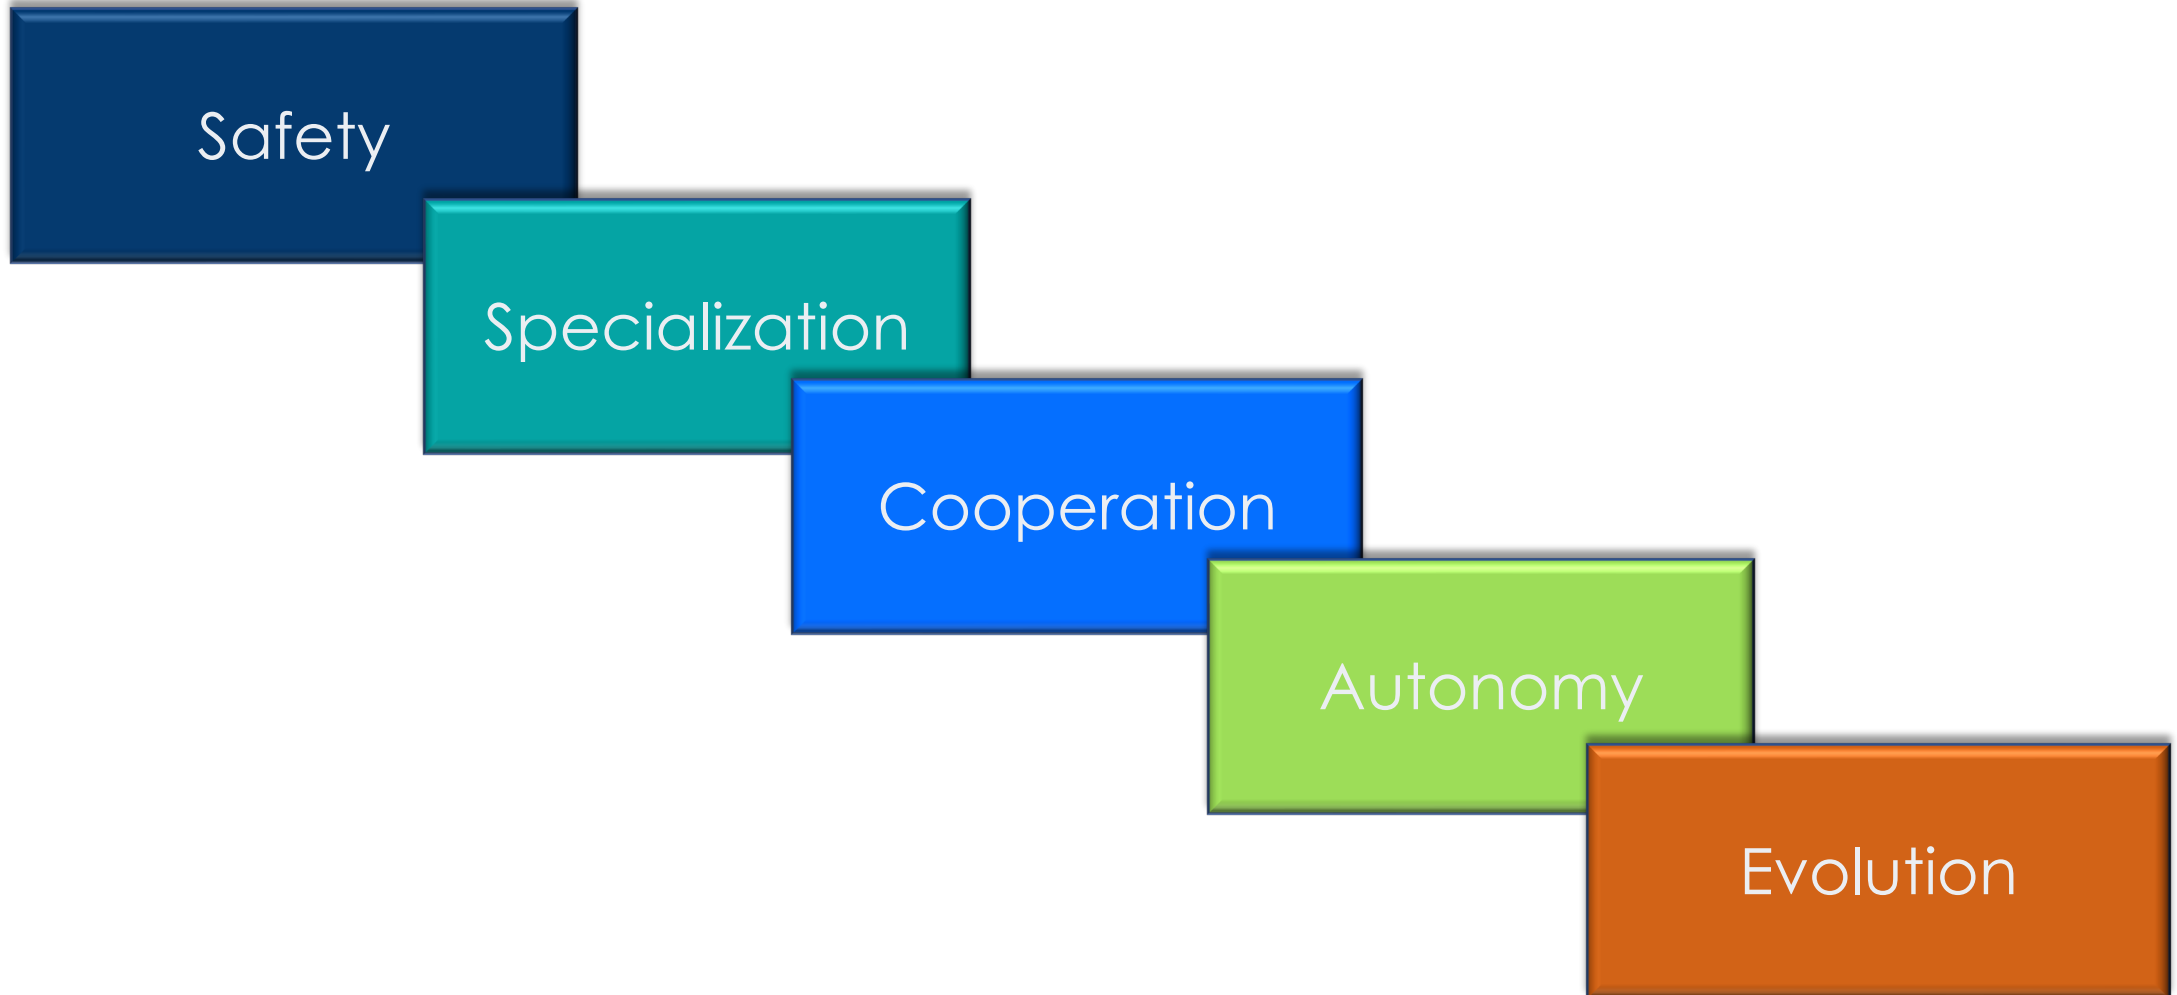 Safety
Specialization
Cooperation
Autonomy
Evolution